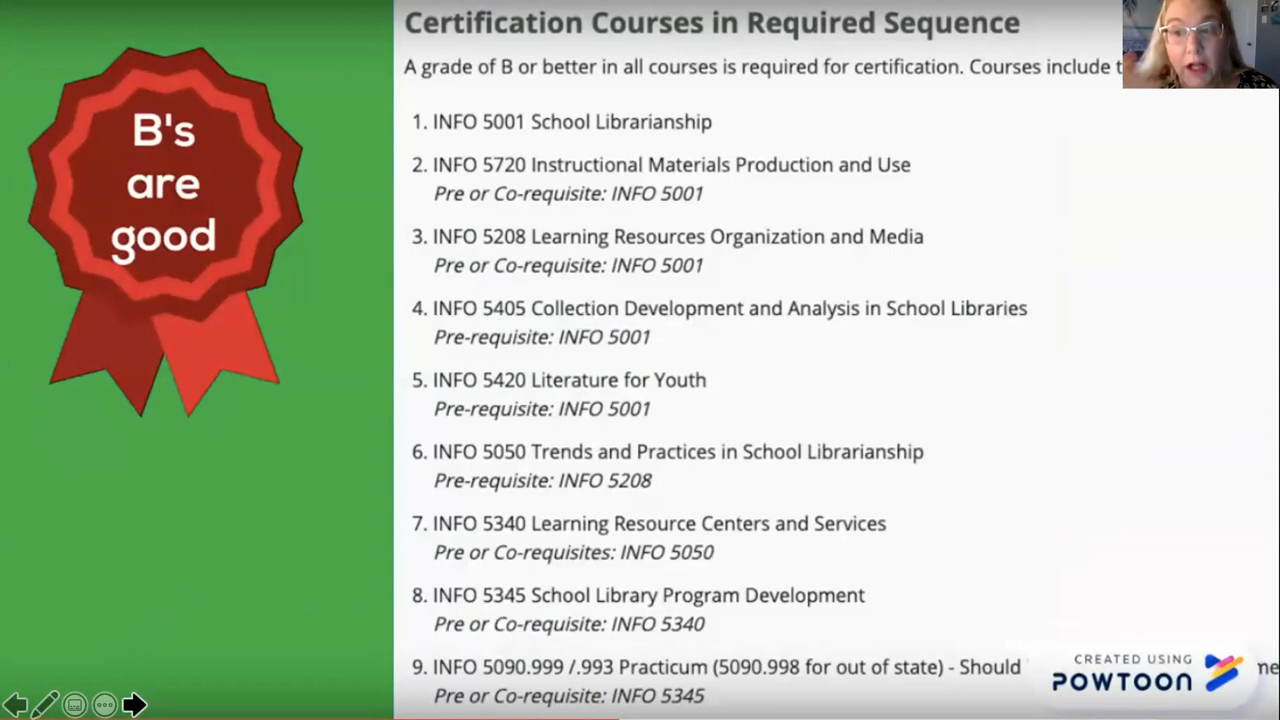 B's
are
good
Certification Courses in Required Sequence
A grade of B or better in all courses is required for certification. Courses include
1. INFO 5001 School Librarianship
2. INFO 5720 Instructional Materials Production and Use
Pre or Co-requisite: INFO 5001
3. INFO 5208 Learning Resources Organization and Media
Pre or Co-requisite: INFO 5001
4. INFO 5405 Collection Development and Analysis in School Libraries
Pre-requisite: INFO 5001
5. INFO 5420 Literature for Youth
Pre-requisite: INFO 5001
6. INFO 5050 Trends and Practices in School Librarianship
Pre-requisite: INFO 5208
7. INFO 5340 Learning Resource Centers and Services
Pre or Co-requisites: INFO 5050
8. INFO 5345 School Library Program Development
Pre or Co-requisite: INFO 5340
9. INFO 5090.999 /.993 Practicum (5090.998 for out of state) - Should
Pre or Co-requisite: INFO 5345
CREATED USING
POWTOON